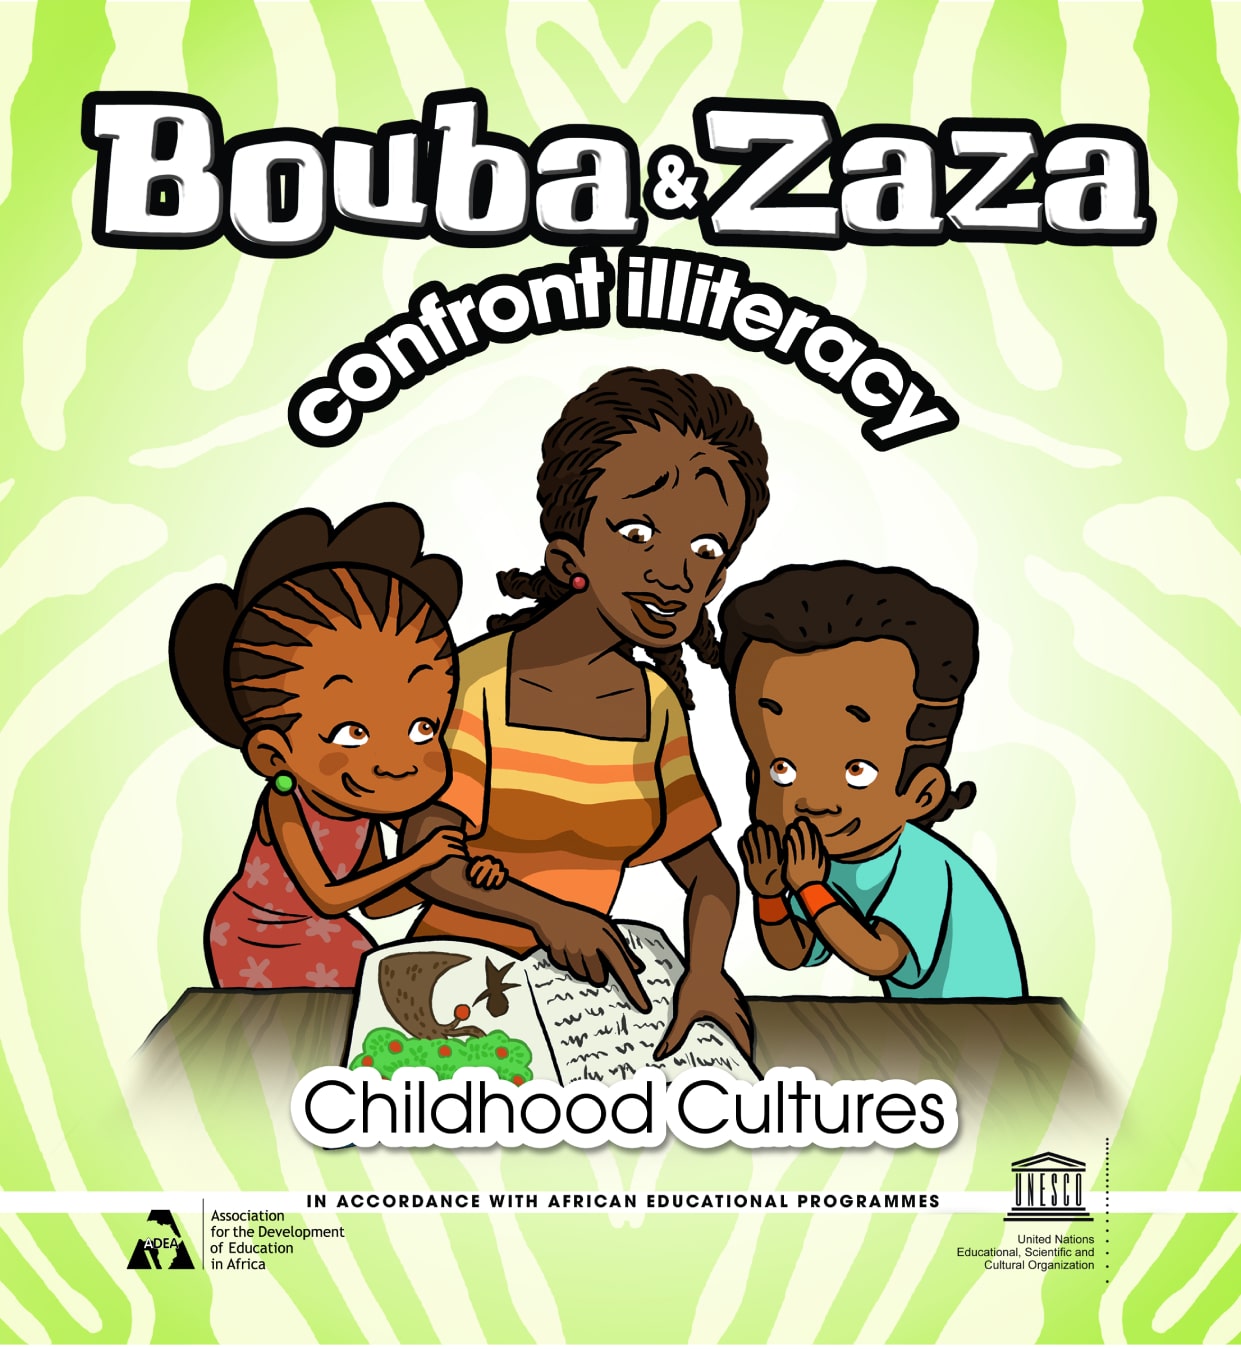 Bouba & Zaza
confront illiteracy
Childhood Cultures
IN ACCORDANCE WITH AFRICAN EDUCATIONAL PROGRAMMES
ADEA
Association
for the Development
of Education
in Africa
UNESCO
United Nations
Educational, Scientific and
Cultural Organization